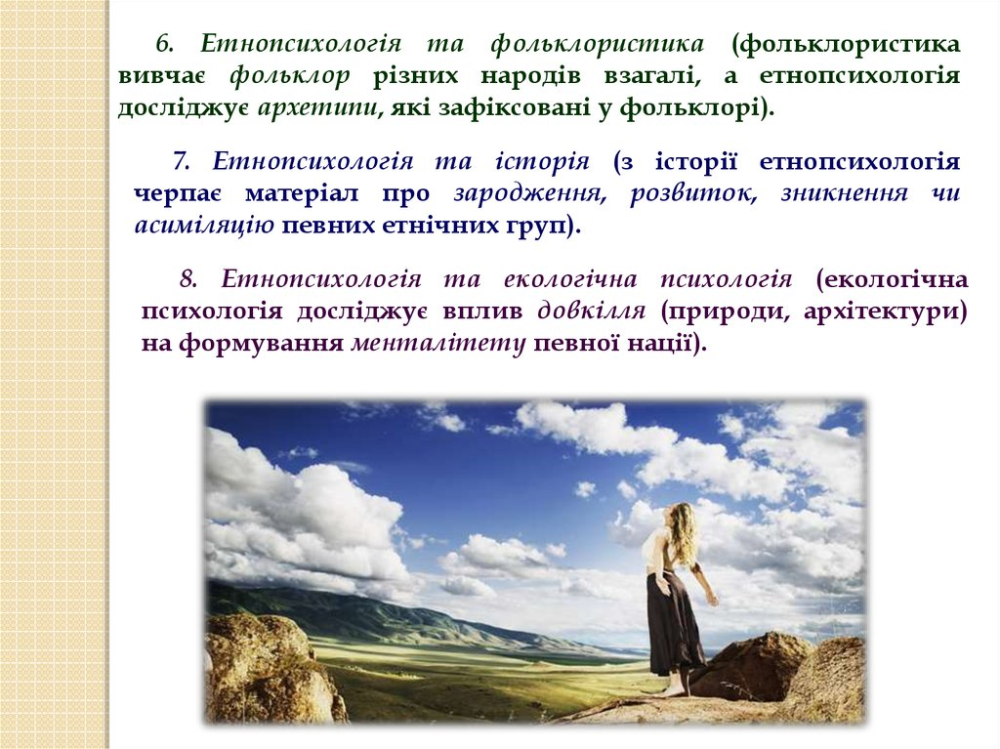 6. Етнопсихологія та фольклористика (фольклористика
вивчає фольклор різних народів взагалі, а етнопсихологія
досліджує архетипи, які зафіксовані у фольклорі).
7. Етнопсихологія та історія (з історії етнопсихологія
черпає матеріал про зародження, розвиток, зникнення чи
асиміляцію певних етнічних груп).
8. Етнопсихологія та екологічна психологія (екологічна
психологія досліджує вплив довкілля (природи, архітектури)
на формування менталітету певної нації).